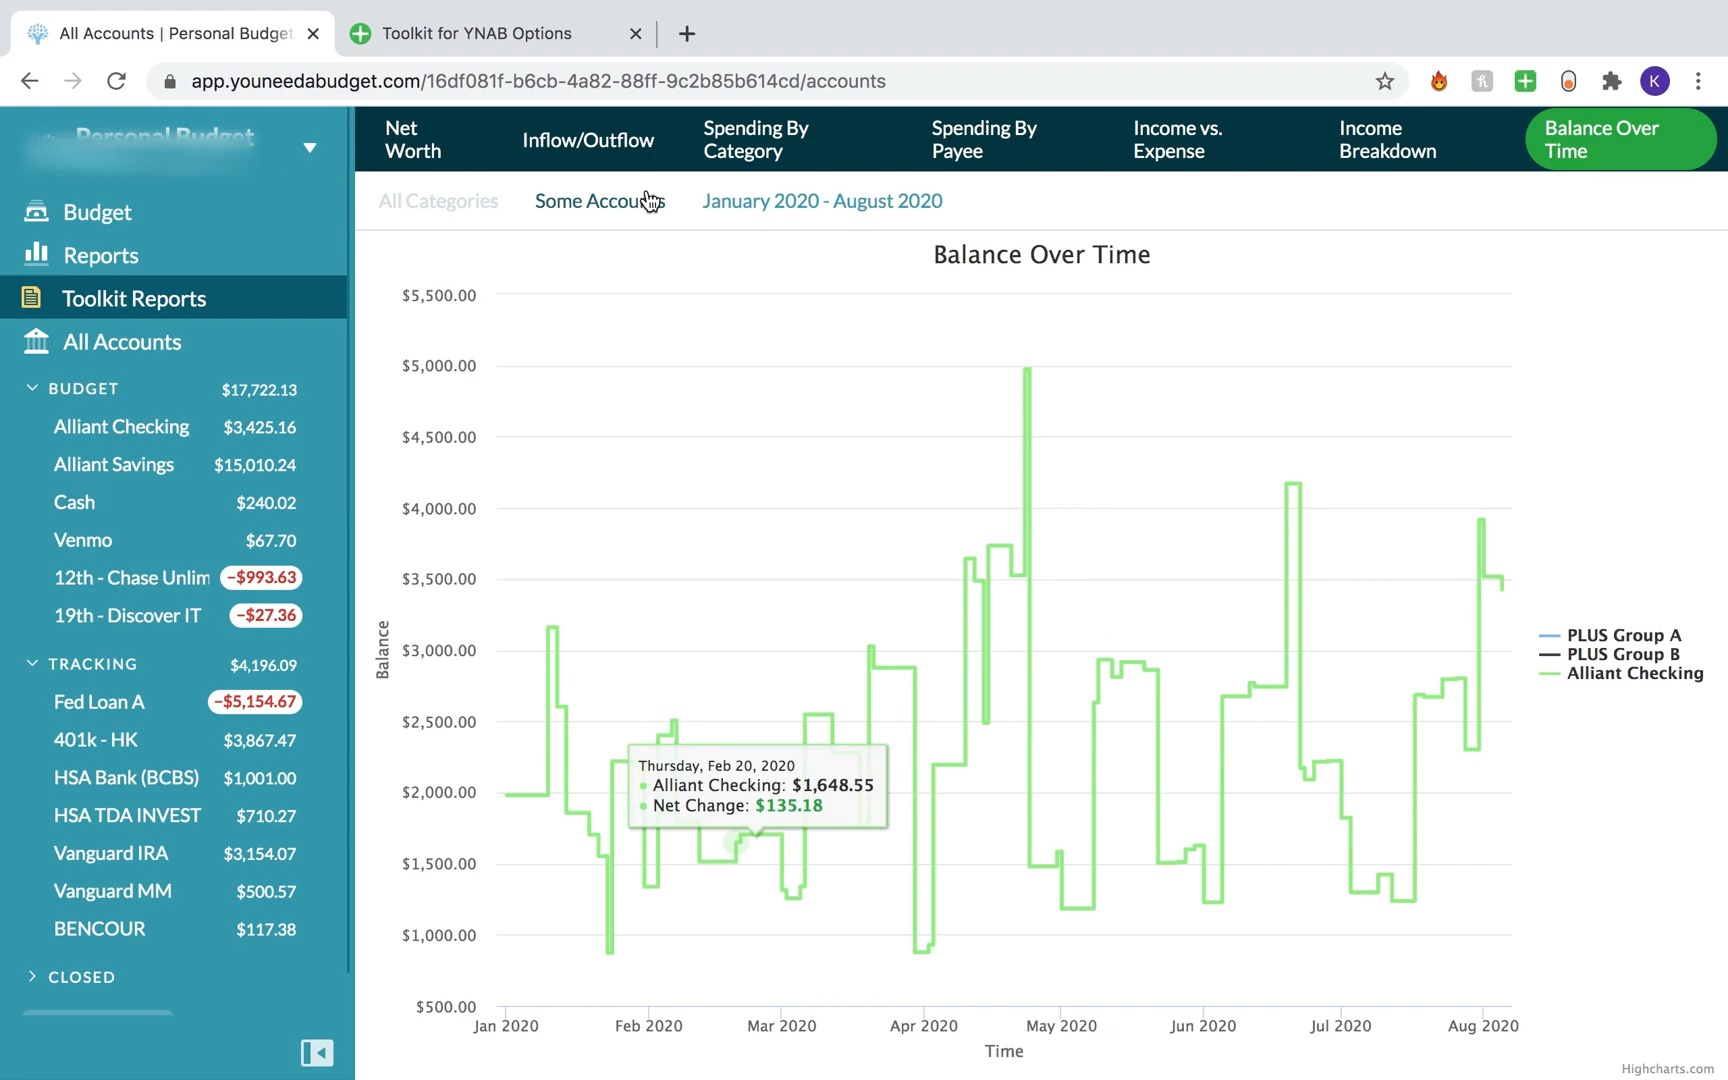 All Accounts | Personal Budget
Toolkit for YNAB Options
app.youneedabudget.com/16df081f-b6cb-4a82-88ff-9c2b85b614cd/accounts
K
Personal Budget
Net Worth
Inflow/Outflow
Spending By Category
Spending By Payee
Income vs. Expense
Income Breakdown
Balance Over Time
All Categories
Some Accounts
January 2020 - August 2020
Budget
Reports
Toolkit Reports
All Accounts
BUDGET $17,722.13
Alliant Checking $3,425.16
Alliant Savings $15,010.24
Cash $240.02
Venmo $67.70
12th - Chase Unlim -$993.63
19th - Discover IT -$27.36
TRACKING $4,196.09
Fed Loan A -$5,154.67
401k - HK $3,867.47
HSA Bank (BCBS) $1,001.00
HSA TDA INVEST $710.27
Vanguard IRA $3,154.07
Vanguard MM $500.57
BENCOUR $117.38
CLOSED
Balance Over Time
$5,500.00
$5,000.00
$4,500.00
$4,000.00
$3,500.00
$3,000.00
$2,500.00
$2,000.00
$1,500.00
$1,000.00
$500.00
Balance
Thursday, Feb 20, 2020
Alliant Checking: $1,648.55
Net Change: $135.18
Jan 2020 Feb 2020 Mar 2020 Apr 2020 May 2020 Jun 2020 Jul 2020 Aug 2020
Time
PLUS Group A
PLUS Group B
Alliant Checking
Highcharts.com